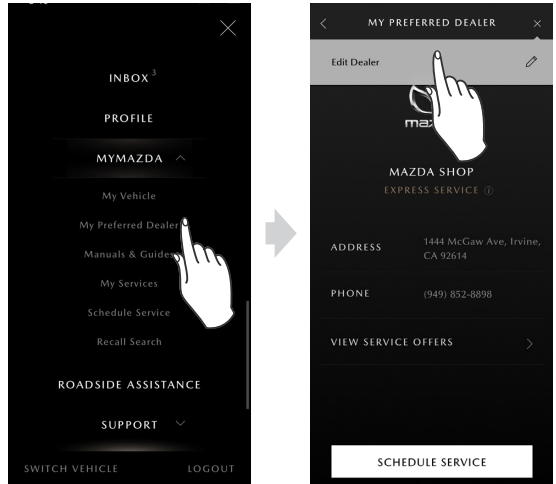 INBOX 3
PROFILE
MYMAZDA
My Vehicle
My Preferred Dealer
Manuals & Guides
My Services
Schedule Service
Recall Search
ROADSIDE ASSISTANCE
SUPPORT
SWITCH VEHICLE LOGOUT
MY PREFERRED DEALER
Edit Dealer
MAZDA SHOP
EXPRESS SERVICE
ADDRESS 1444 McGaw Ave, Irvine,
CA 92614
PHONE (949) 852-8898
VIEW SERVICE OFFERS
SCHEDULE SERVICE